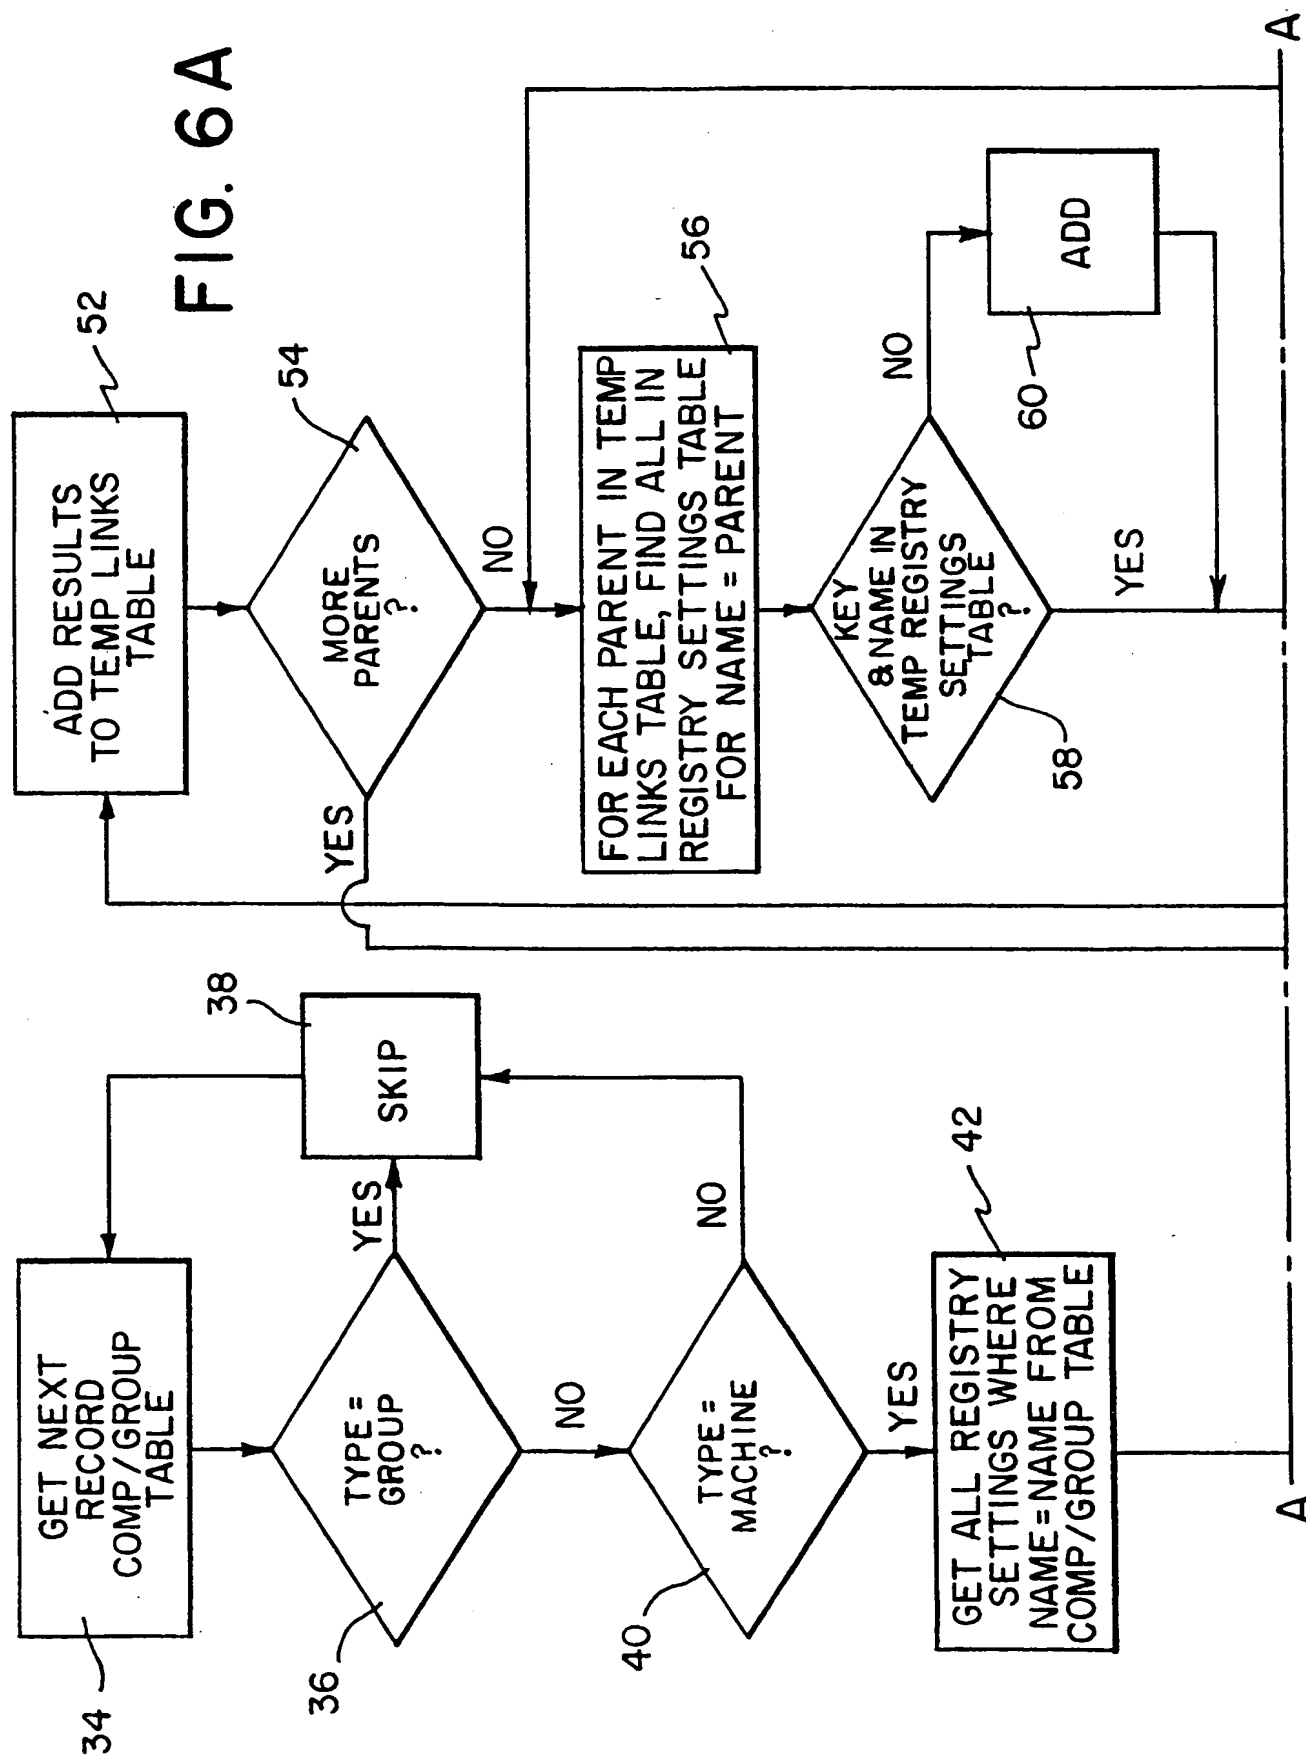 FIG. 6A
34
GET NEXT
RECORD
COMP/GROUP
TABLE
36
TYPE =
GROUP
?
YES
38
SKIP
NO
40
TYPE =
MACHINE
?
NO
YES
42
GET ALL REGISTRY
SETTINGS WHERE
NAME = NAME FROM
COMP/GROUP TABLE
A
52
ADD RESULTS
TO TEMP LINKS
TABLE
54
MORE
PARENTS
?
YES
NO
56
FOR EACH PARENT IN TEMP
LINKS TABLE, FIND ALL IN
REGISTRY SETTINGS TABLE
FOR NAME = PARENT
58
KEY
& NAME IN
TEMP REGISTRY
SETTINGS
TABLE
?
NO
60
ADD
YES
A